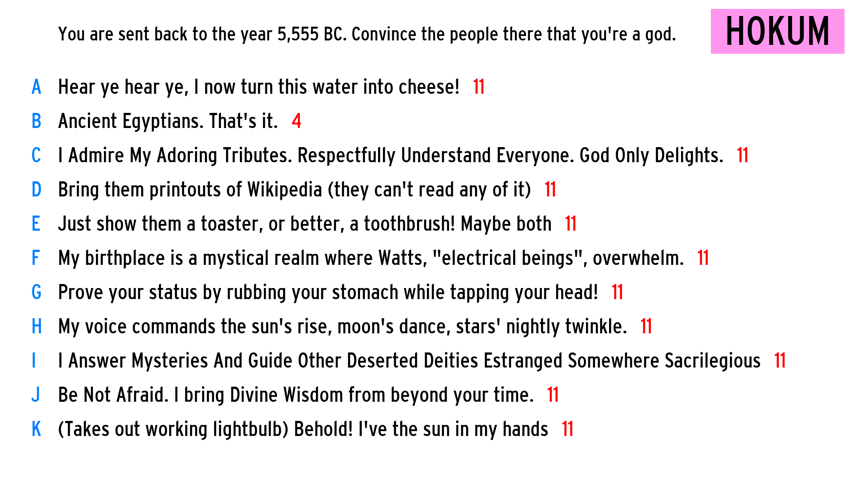 You are sent back to the year 5,555 BC. Convince the people there that you're a god.
HOKUM
A Hear ye hear ye, I now turn this water into cheese! 11
B Ancient Egyptians. That's it. 4
C I Admire My Adoring Tributes. Respectfully Understand Everyone. God Only Delights. 11
D Bring them printouts of Wikipedia (they can't read any of it) 11
E Just show them a toaster, or better, a toothbrush! Maybe both 11
F My birthplace is a mystical realm where Watts, "electrical beings", overwhelm. 11
G Prove your status by rubbing your stomach while tapping your head! 11
H My voice commands the sun's rise, moon's dance, stars' nightly twinkle. 11
I I Answer Mysteries And Guide Other Deserted Deities Estranged Somewhere Sacrilegious 11
J Be Not Afraid. I bring Divine Wisdom from beyond your time. 11
K (Takes out working lightbulb) Behold! I've the sun in my hands 11